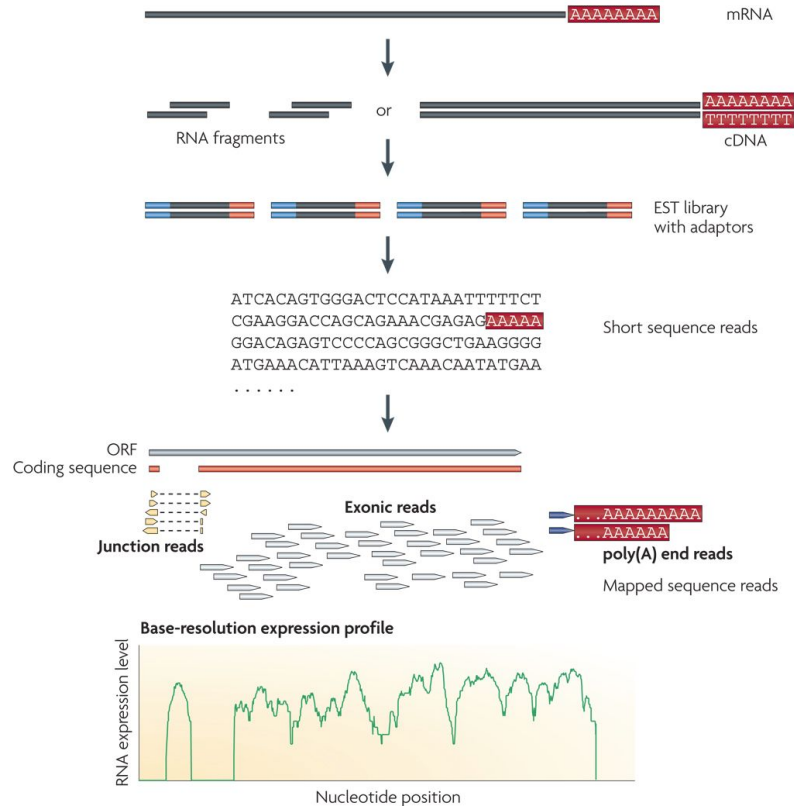 AAAAAAAA mRNA
RNA fragments or AAAAAAAA
TTTTTTTT
cDNA
EST library
with adaptors
ATCACAGTGGGACTCCATAAATTTTTCT
CGAAGGACCAGCAGAAACGAGAGAAAAA
GGACAGAGTCCCCAGCGGGCTGAAGGGG
ATGAAACATTAAAGTCAAACAATATGAA
. . . . . .
Short sequence reads
ORF
Coding sequence
Junction reads
Exonic reads
. . . AAAAAAAAA
. . . AAAAAA
poly(A) end reads
Mapped sequence reads
Base-resolution expression profile
RNA expression level
Nucleotide position